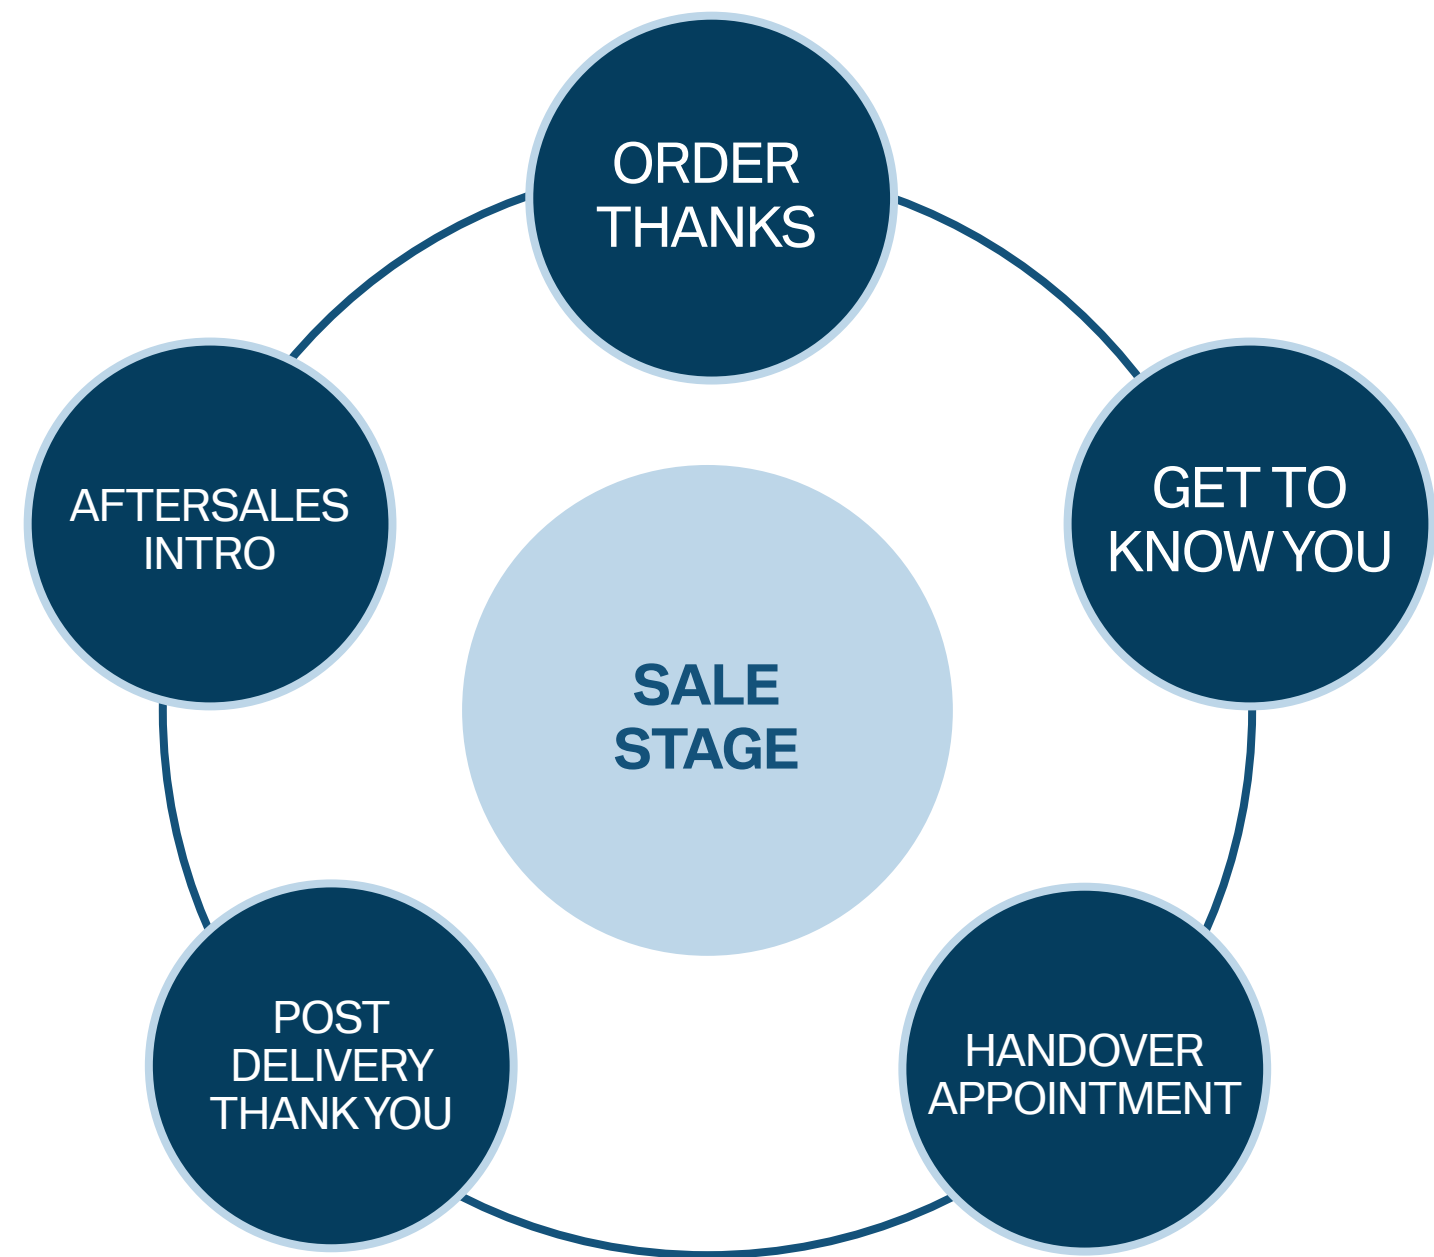 ORDER
THANKS
GET TO
KNOW YOU
AFTERSALES
INTRO
SALE
STAGE
POST
DELIVERY
THANK YOU
HANDOVER
APPOINTMENT